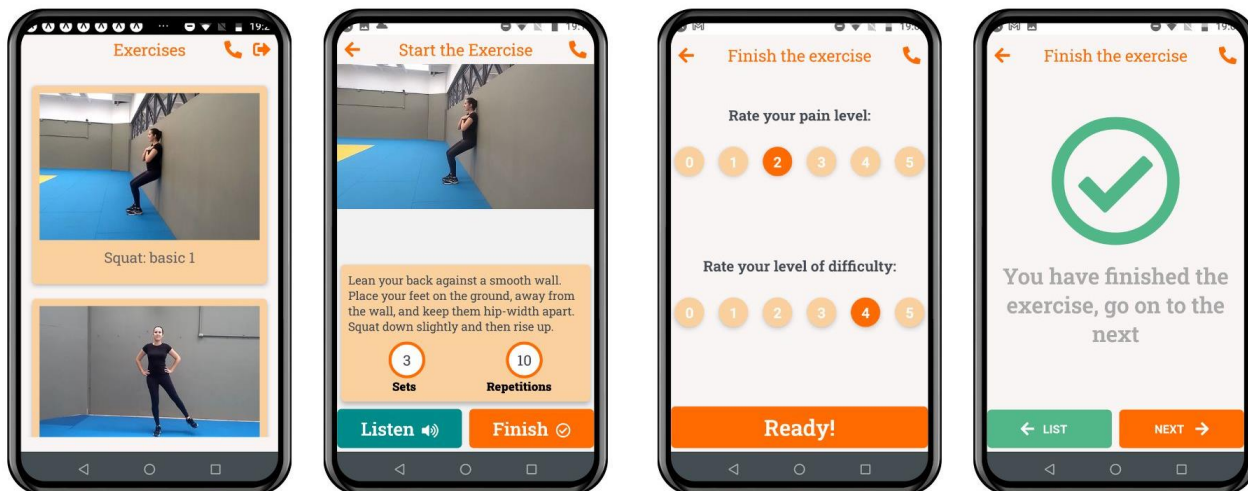 Exercises
Squat: basic 1
Start the Exercise
Lean your back against a smooth wall.
Place your feet on the ground, away from
the wall, and keep them hip-width apart.
Squat down slightly and then rise up.
3
10
Sets
Repetitions
Listen
Finish
Finish the exercise
Rate your pain level:
0 1 2 3 4 5
Rate your level of difficulty:
0 1 2 3 4 5
Ready!
Finish the exercise
You have finished the
exercise, go on to the
next
LIST
NEXT